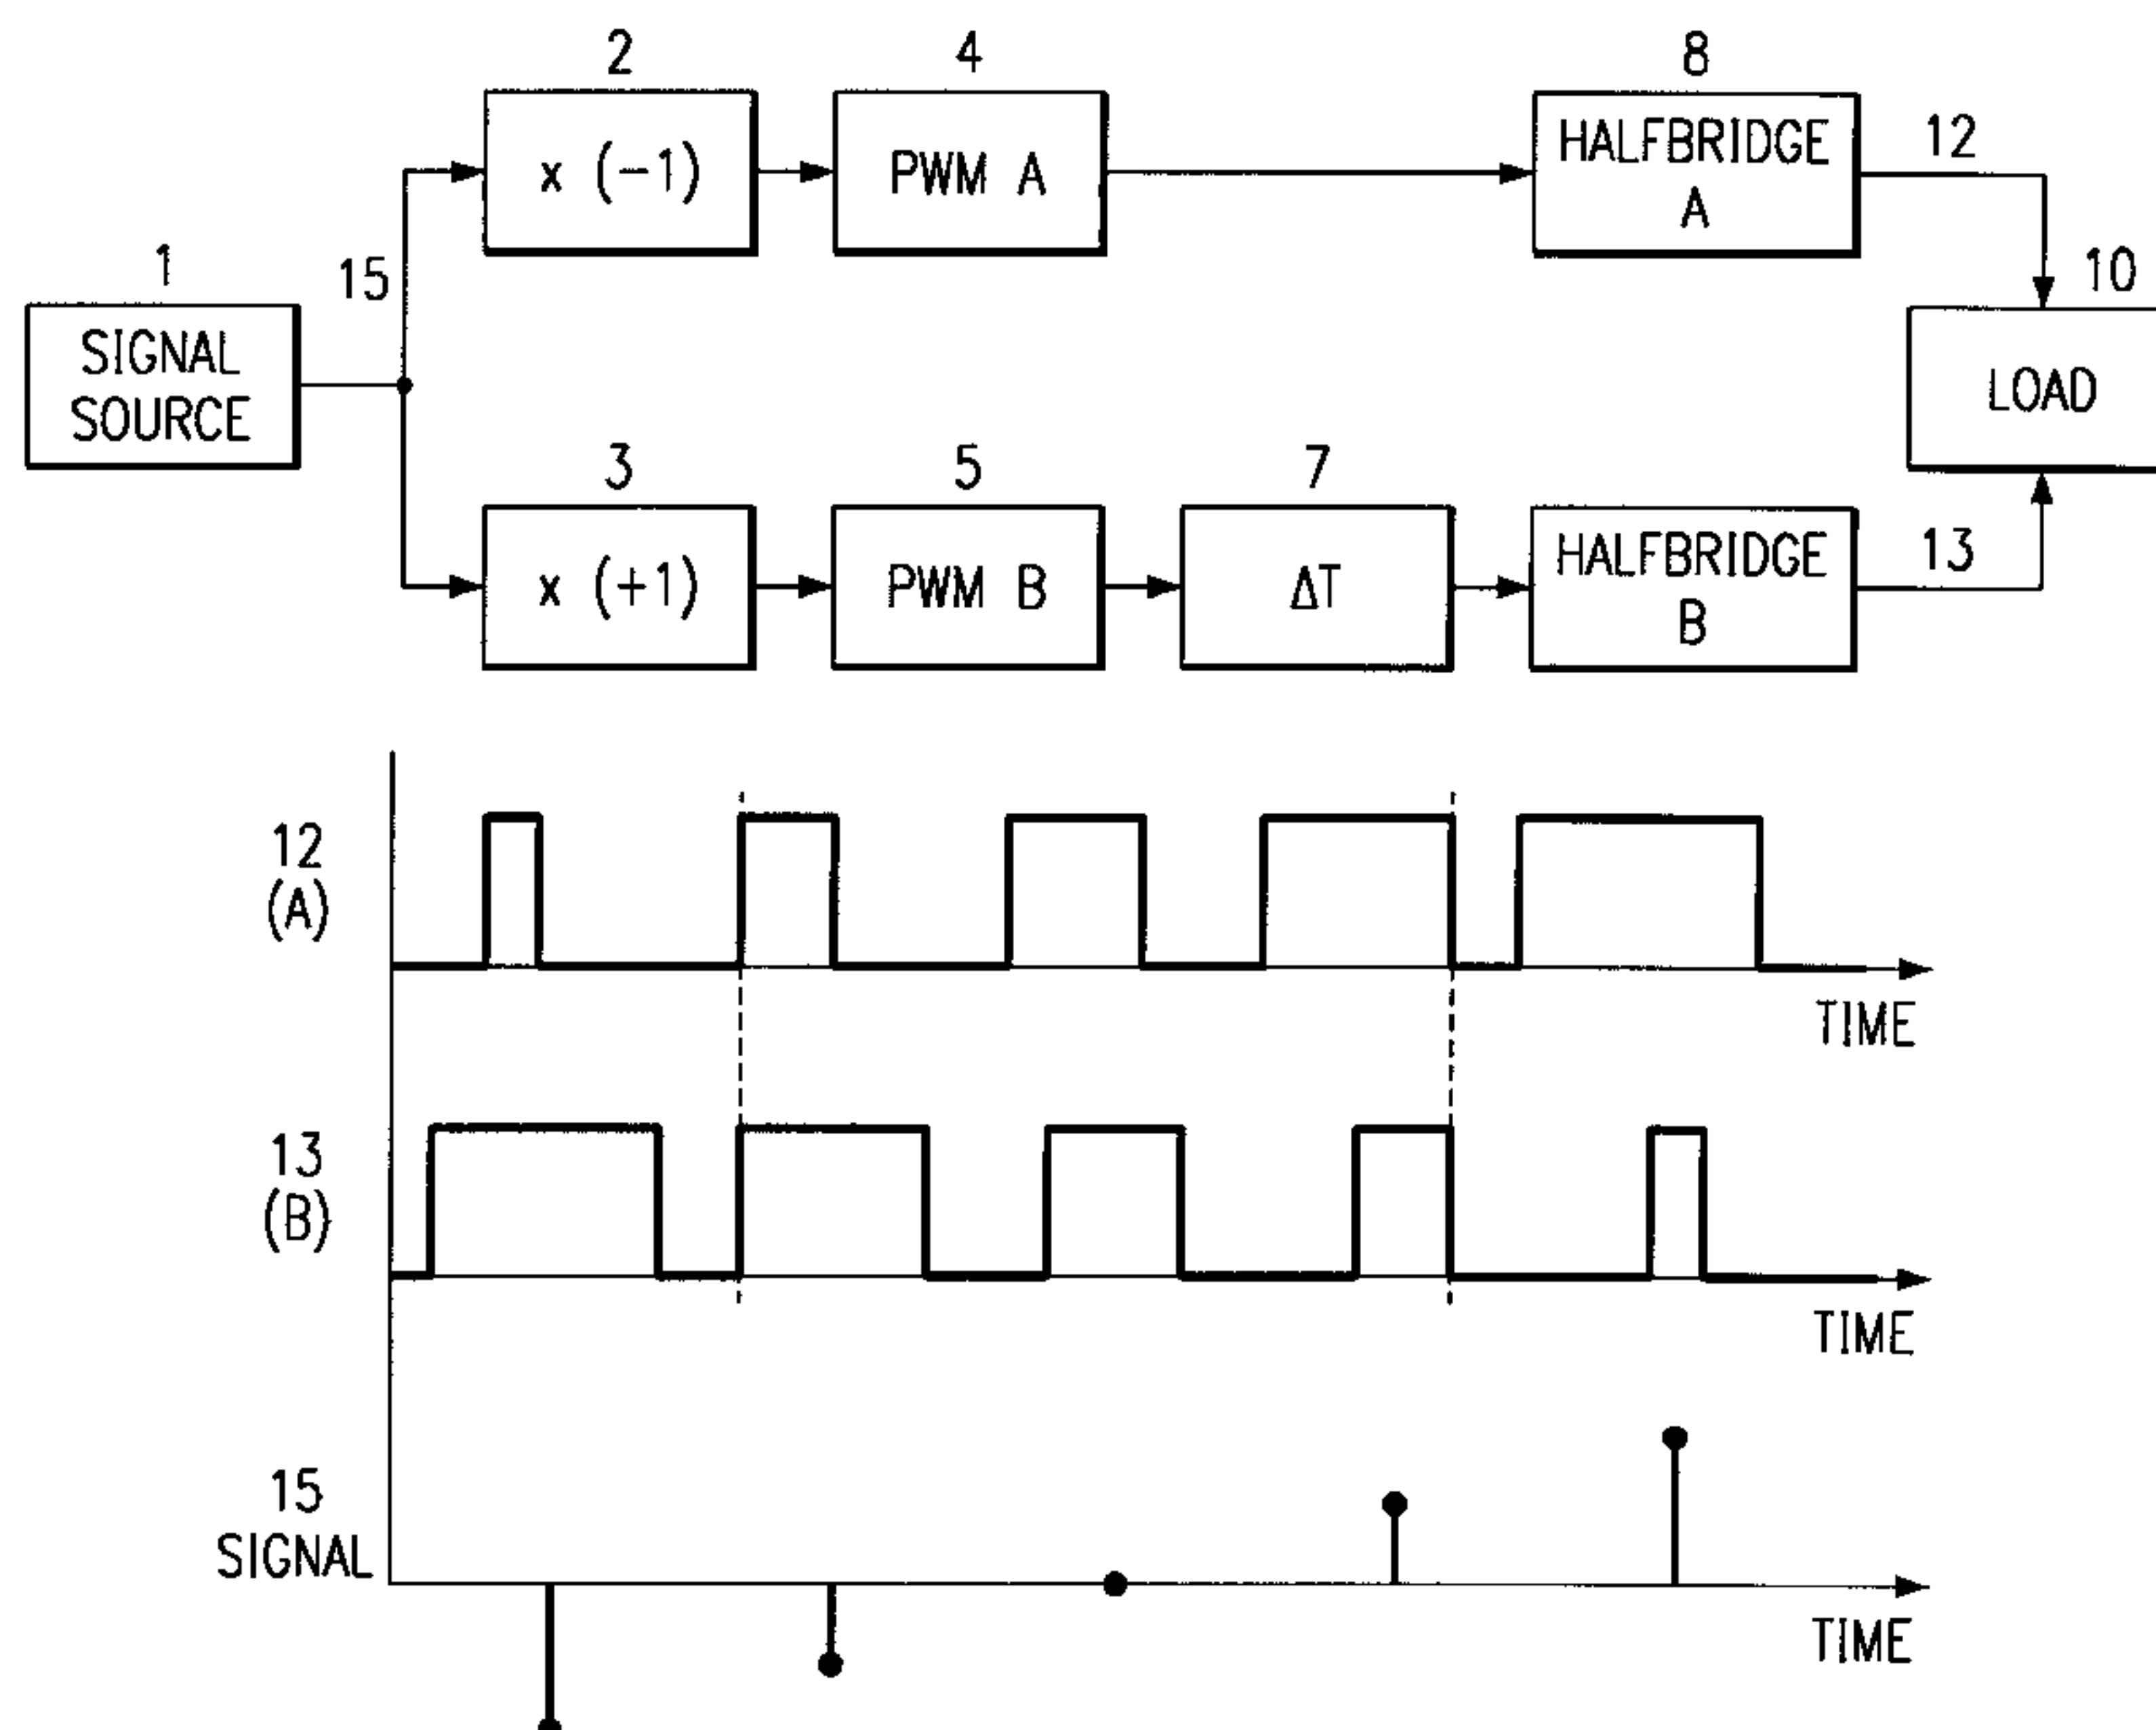 2
4
8
x (-1)
PWM A
HALFBRIDGE
A
12
1
15
10
SIGNAL
SOURCE
LOAD
3
5
7
13
x (+1)
PWM B
ΔT
HALFBRIDGE
B
12
(A)
TIME
13
(B)
TIME
15
SIGNAL
TIME